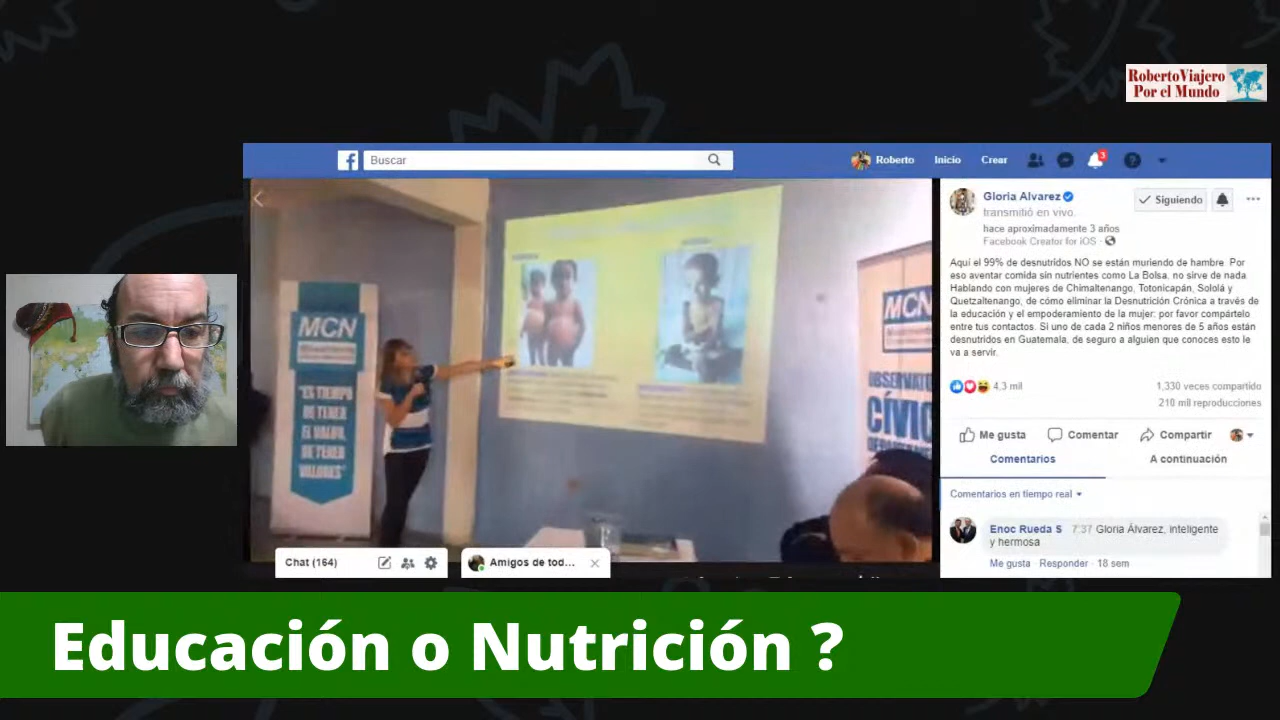 RobertoViajero
Por el Mundo
Buscar
Roberto
Inicio
Crear
3
Gloria Alvarez
transmitió en vivo.
Siguiendo
hace aproximadamente 3 años
Facebook Creator for iOS ·
Aquí el 99% de desnutridos NO se están muriendo de hambre. Por
eso aventar comida sin nutrientes como La Bolsa, no sirve de nada.
Hablando con mujeres de Chimaltenango, Totonicapán, Sololá y
Quetzaltenango, de cómo eliminar la Desnutrición Crónica a través de
la educación y el empoderamiento de la mujer: por favor compártelo
entre tus contactos. Si uno de cada 2 niños menores de 5 años están
desnutridos en Guatemala, de seguro a alguien que conoces esto le
va a servir.
4,3 mil
1,330 veces compartido
210 mil reproducciones
Me gusta
Comentar
Compartir
Comentarios
A continuación
Comentarios en tiempo real
Enoc Rueda S 7:37 Gloria Álvarez, inteligente
y hermosa
Me gusta Responder · 18 sem
MCN
"ES TIEMPO
DE TENER
EL VALOR,
DE TENER
VALORES"
MCN
OBSERVAT
CÍVIC
Chat (164)
Amigos de tod...
Educación o Nutrición ?